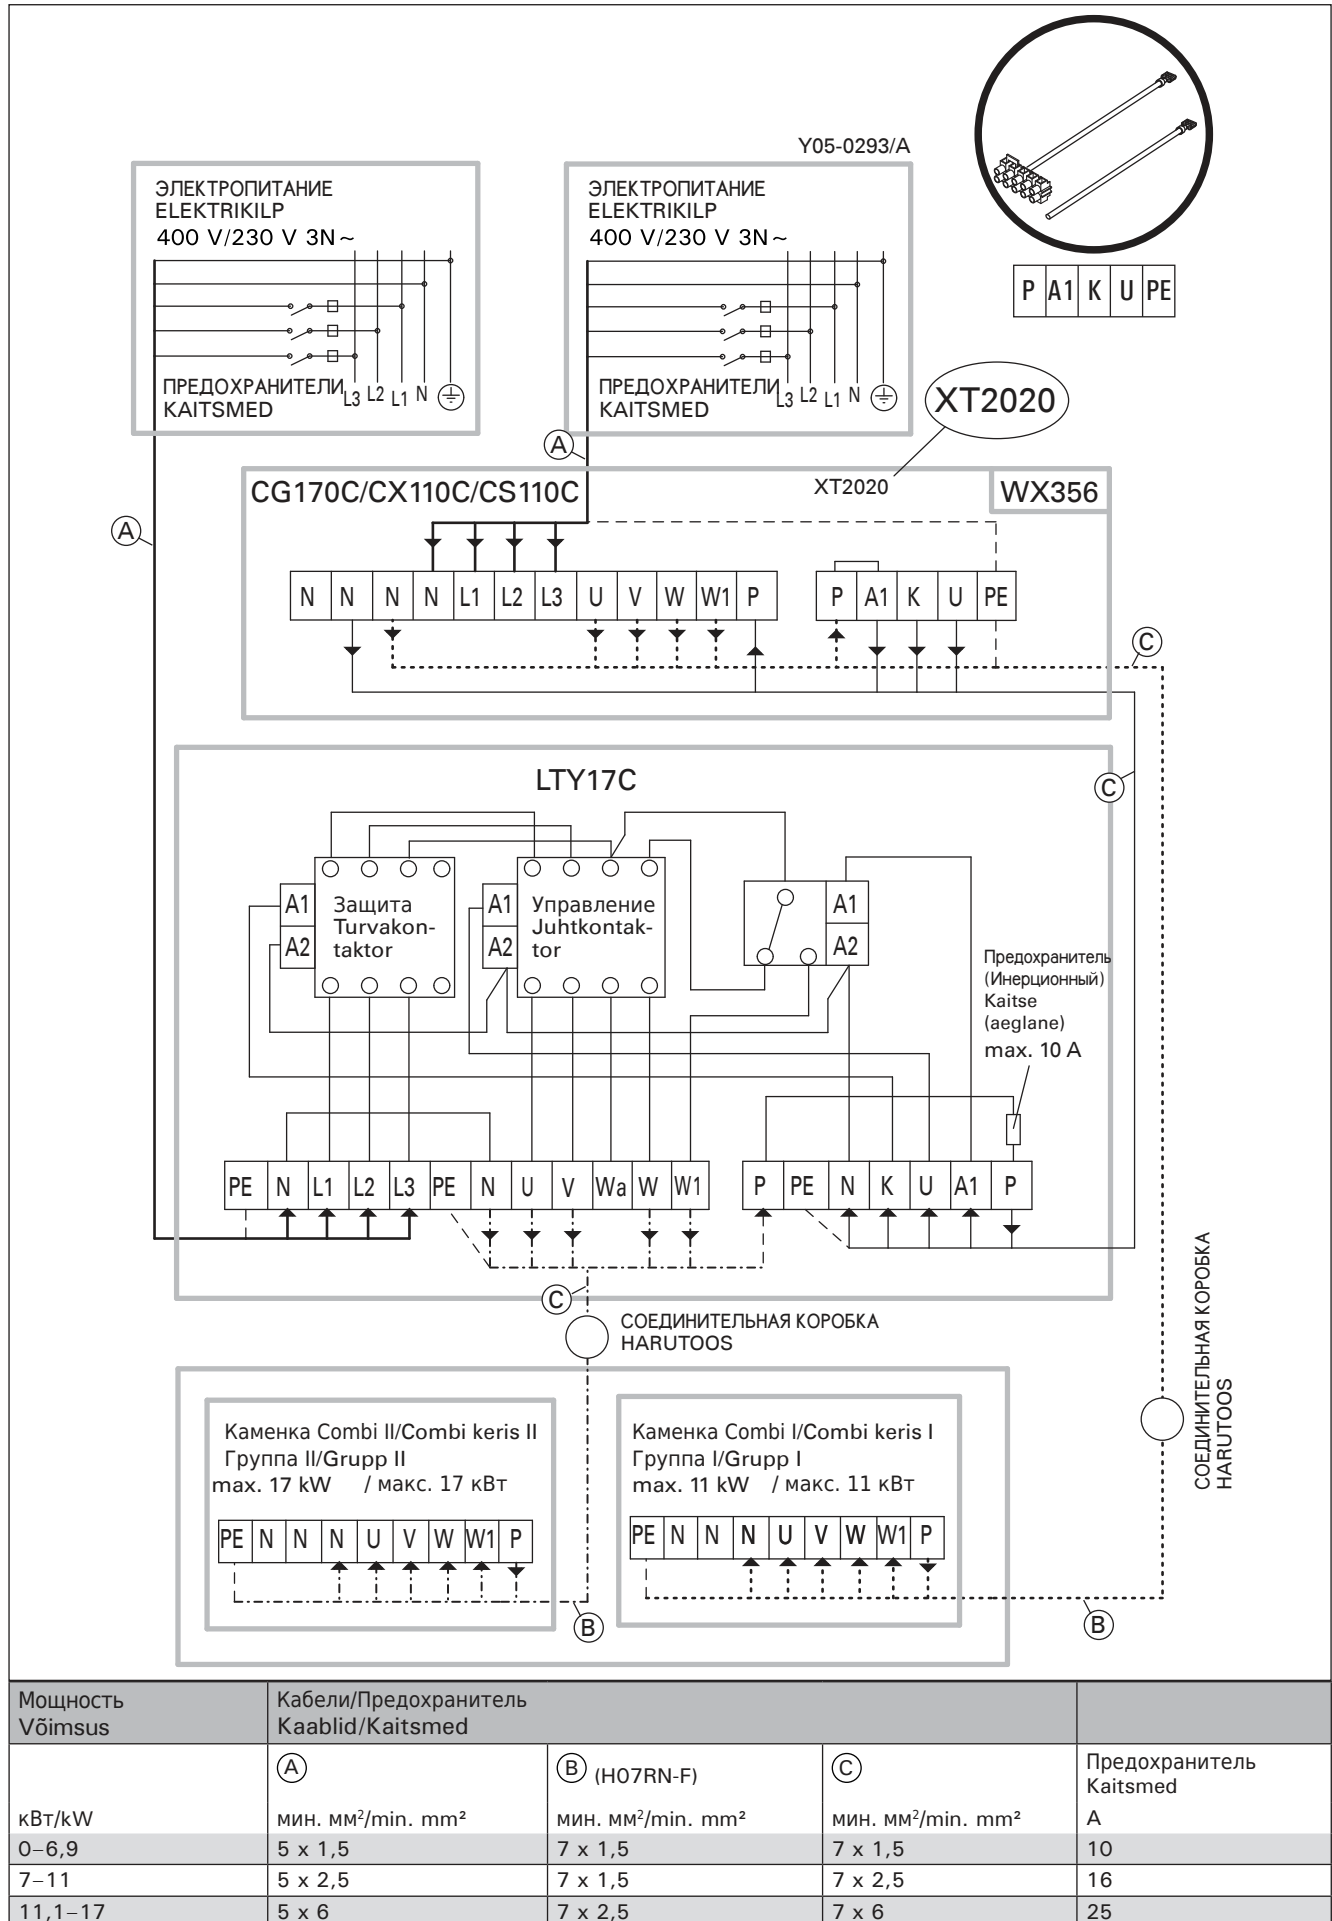 Y05-0293/A
ЭЛЕКТРОПИТАНИЕ
ELEKTRIKILP
400 V/230 V 3N~
ПРЕДОХРАНИТЕЛИ
KAITSMED
L3 L2 L1 N
ЭЛЕКТРОПИТАНИЕ
ELEKTRIKILP
400 V/230 V 3N~
ПРЕДОХРАНИТЕЛИ
KAITSMED
L3 L2 L1 N
P A1 K U PE
XT2020
A
A
CG170C/CX110C/CS110C
XT2020
WX356
N N N N L1 L2 L3 U V W W1 P
P A1 K U PE
C
LTY17C
C
A1
A2
Защита
Turvakon-
taktor
A1
A2
Управление
Juhtkontak-
tor
A1
A2
Предохранитель
(Инерционный)
Kaitse
(aeglane)
max. 10 A
PE N L1 L2 L3 PE N U V Wa W W1
P PE N K U A1 P
C
СОЕДИНИТЕЛЬНАЯ КОРОБКА
HARUTOOS
СОЕДИНИТЕЛЬНАЯ КОРОБКА
HARUTOOS
Каменка Combi II/Combi keris II
Группа II/Grupp II
max. 17 kW / макс. 17 кВт
PE N N N U V W W1 P
B
Каменка Combi I/Combi keris I
Группа I/Grupp I
max. 11 kW / макс. 11 кВт
PE N N N U V W W1 P
B
Мощность
Võimsus
Кабели/Предохранитель
Kaablid/Kaitsmed
A B (H07RN-F) C Предохранитель
Kaitsmed
кВт/kW мин. мм²/min. mm² мин. мм²/min. mm² мин. мм²/min. mm² A
0–6,9 5 x 1,5 7 x 1,5 7 x 1,5 10
7–11 5 x 2,5 7 x 1,5 7 x 2,5 16
11,1–17 5 x 6 7 x 2,5 7 x 6 25